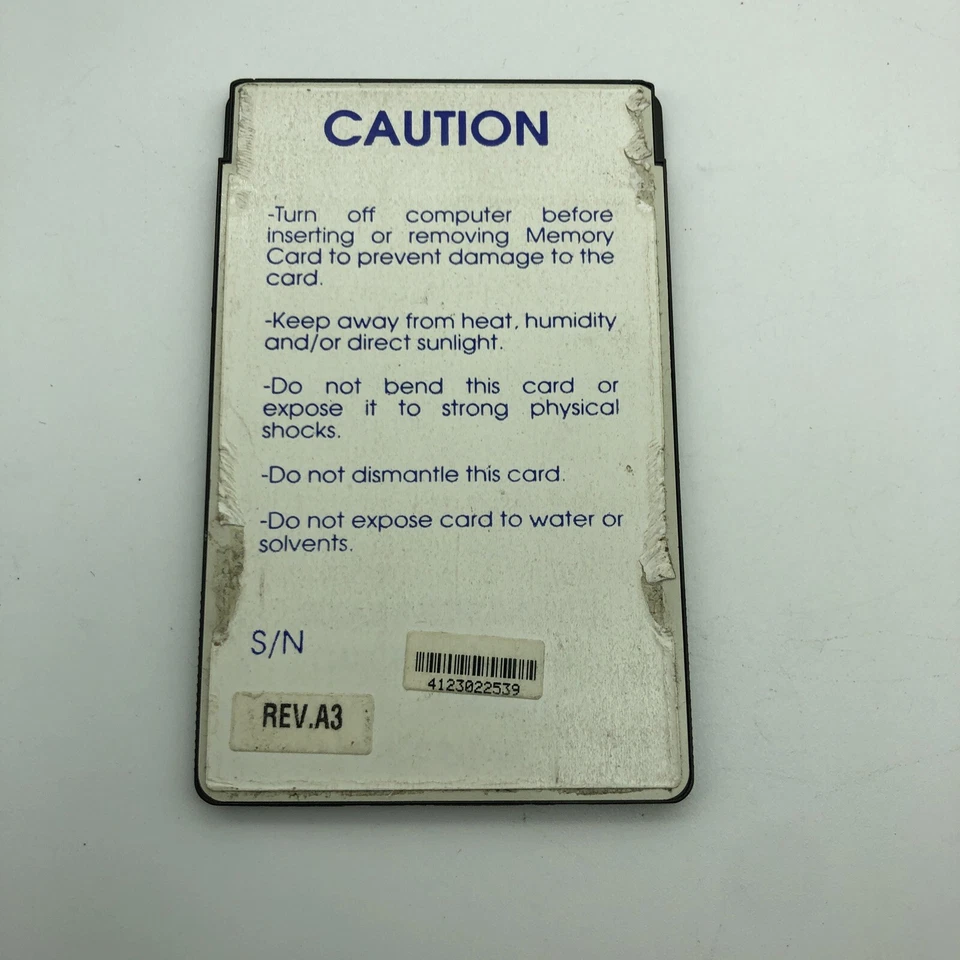 CAUTION
-Turn off computer before
inserting or removing Memory
Card to prevent damage to the
card.
-Keep away from heat, humidity
and/or direct sunlight.
-Do not bend this card or
expose it to strong physical
shocks.
-Do not dismantle this card.
-Do not expose card to water or
solvents.
S/N
4123022539
REV.A3